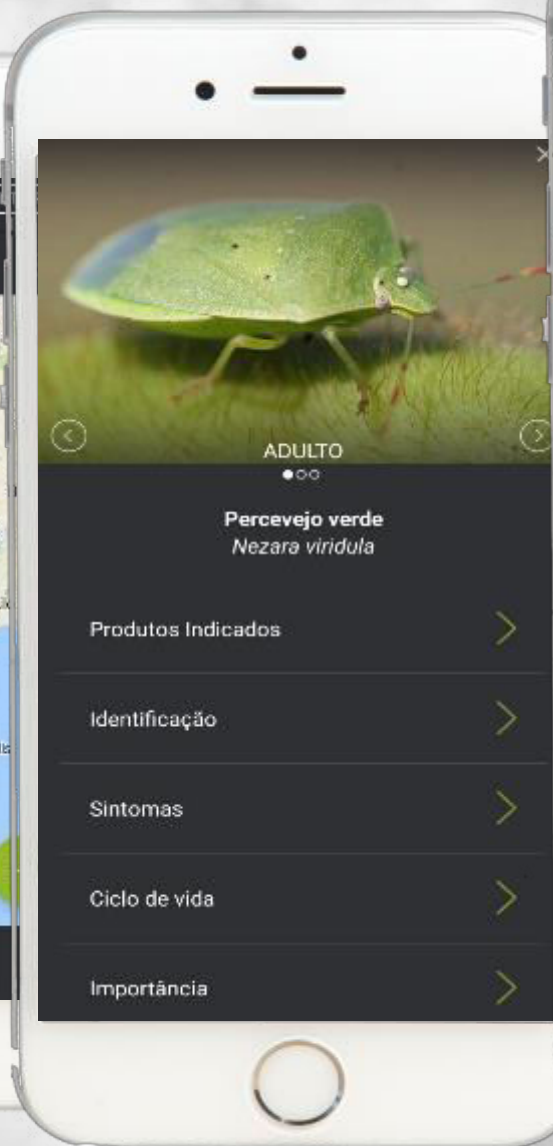 ADULTO
Percevejo verde
Nezara viridula
Produtos Indicados
Identificação
Sintomas
Ciclo de vida
Importância